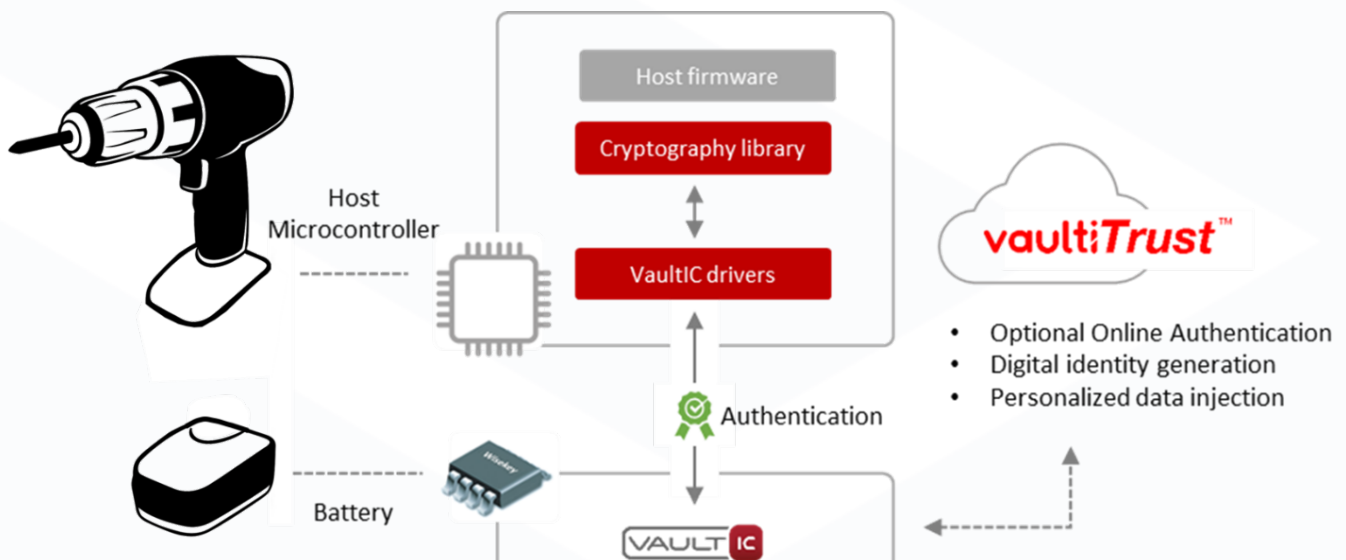 Host firmware
Cryptography library
Host
Microcontroller
VaultIC drivers
vaultiTrust™
• Optional Online Authentication
• Digital identity generation
• Personalized data injection
Authentication
Wisekey
Battery
VAULT IC